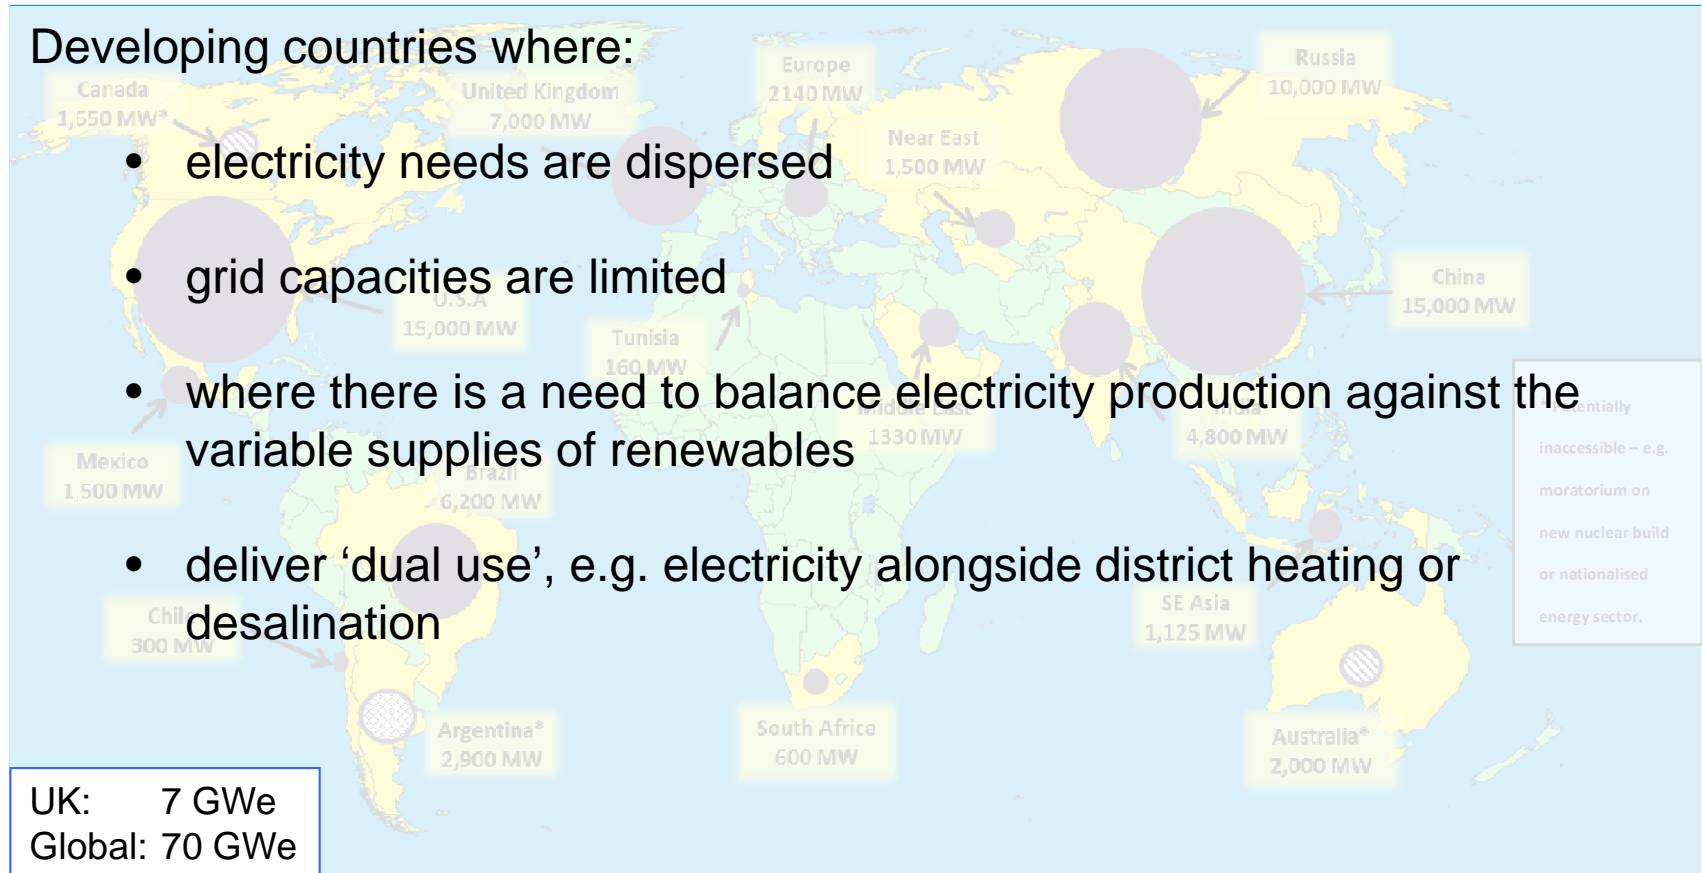 Developing countries where:
• electricity needs are dispersed
• grid capacities are limited
• where there is a need to balance electricity production against the
variable supplies of renewables
• deliver ‘dual use’, e.g. electricity alongside district heating or
desalination
UK: 7 GWe
Global: 70 GWe
Canada
1,650 MW*
United Kingdom
7,000 MW
Europe
2140 MW
Russia
10,000 MW
Near East
1,500 MW
U.S.A
15,000 MW
Tunisia
160 MW
China
15,000 MW
Middle East
1330 MW
India
4,800 MW
Mexico
1,500 MW
Brazil
6,200 MW
Chile
300 MW
SE Asia
1,125 MW
Argentina*
2,900 MW
South Africa
600 MW
Australia*
2,000 MW
* Potentially
inaccessible – e.g.
moratorium on
new nuclear build
or nationalised
energy sector.